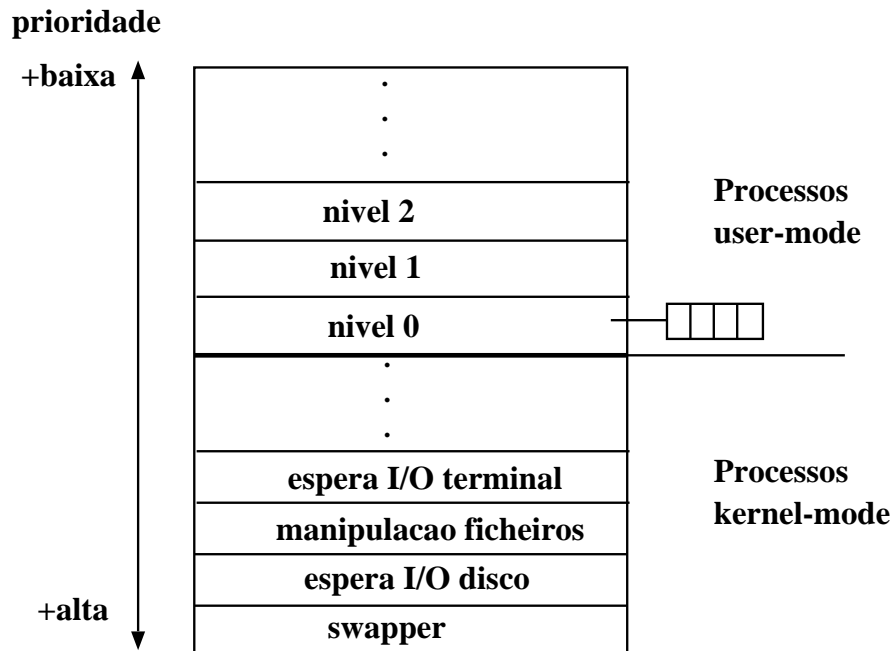 prioridade
+baixa
.
.
.
nivel 2
nivel 1
nivel 0
Processos
user-mode
.
.
.
espera I/O terminal
manipulacao ficheiros
espera I/O disco
swapper
Processos
kernel-mode
+alta